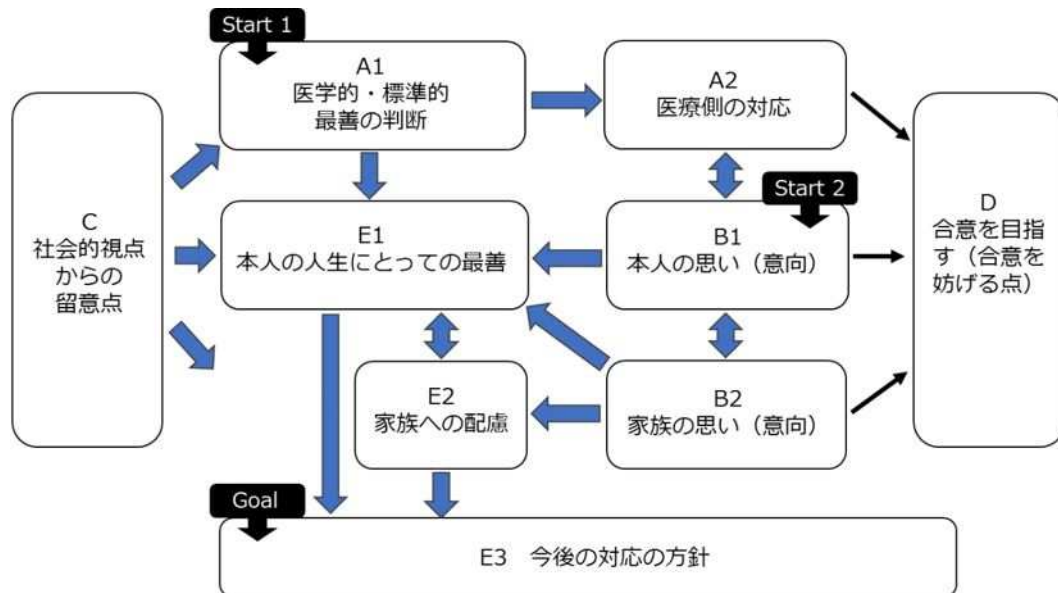 Start 1
A1
医学的・標準的
最善の判断
A2
医療側の対応
C
社会的視点
からの
留意点
E1
本人の人生にとっての最善
Start 2
B1
本人の思い（意向）
D
合意を目指
す（合意を
妨げる点）
E2
家族への配慮
B2
家族の思い（意向）
Goal
E3　今後の対応の方針